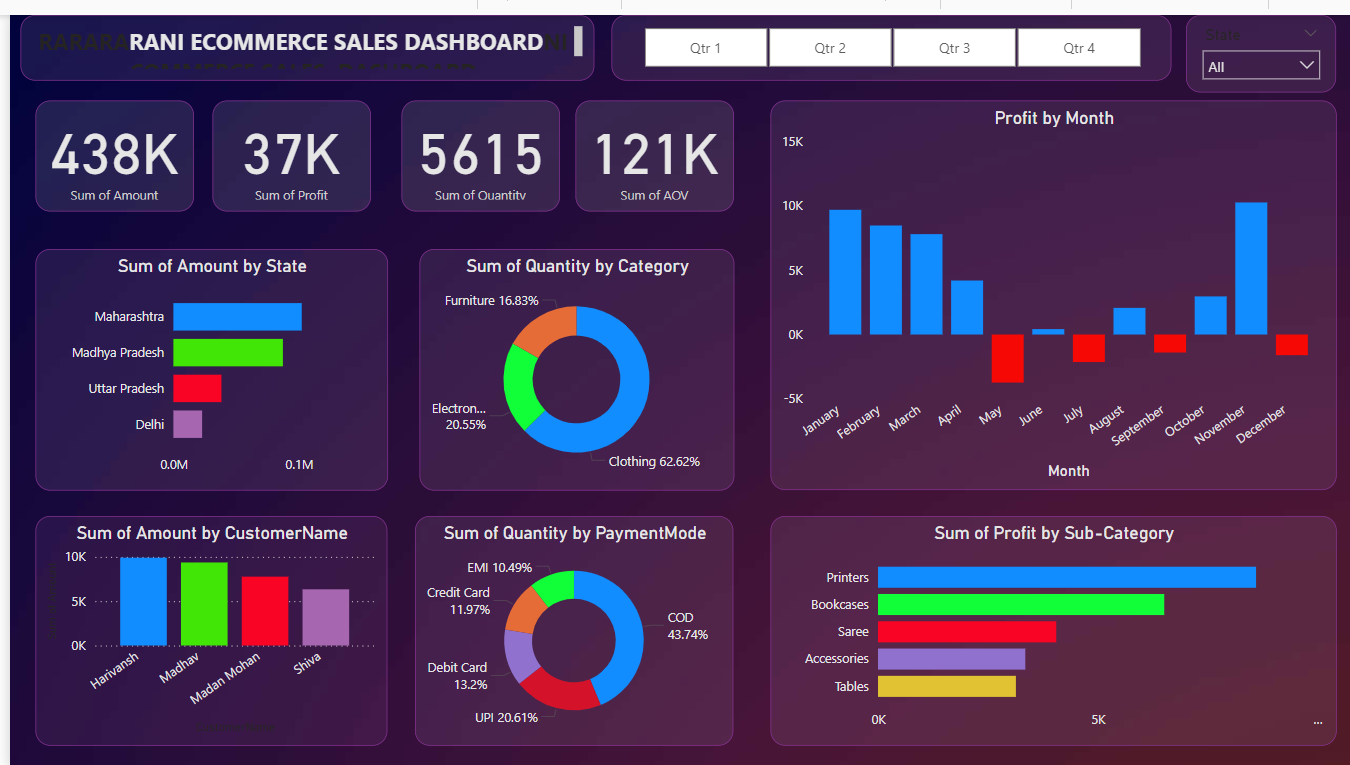 RANI ECOMMERCE SALES DASHBOARD
Qtr 1
Qtr 2
Qtr 3
Qtr 4
State
All
438K
Sum of Amount
37K
Sum of Profit
5615
Sum of Quantity
121K
Sum of AOV
Profit by Month
15K
10K
5K
0K
-5K
January
February
March
April
May
June
July
August
September
October
November
December
Month
Sum of Amount by State
Maharashtra
Madhya Pradesh
Uttar Pradesh
Delhi
0.0M
0.1M
Sum of Quantity by Category
Furniture 16.83%
Electron...
20.55%
Clothing 62.62%
Sum of Amount by CustomerName
10K
5K
0K
Harivansh
Madhav
Madan Mohan
Shiva
Sum of Quantity by PaymentMode
EMI 10.49%
Credit Card
11.97%
Debit Card
13.2%
UPI 20.61%
COD
43.74%
Sum of Profit by Sub-Category
Printers
Bookcases
Saree
Accessories
Tables
0K
5K
...